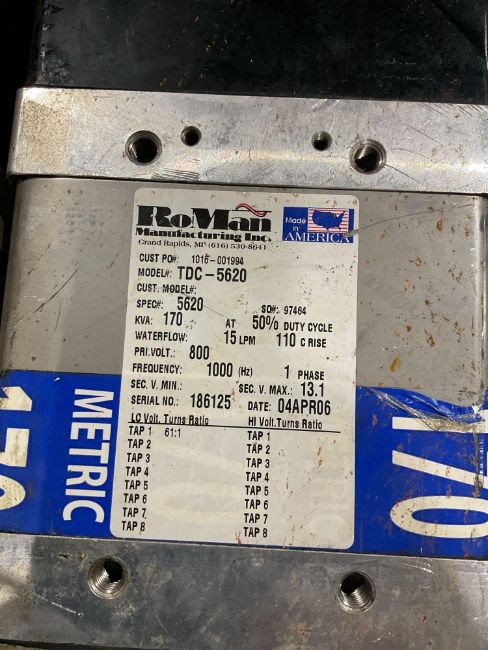 RoMan
Manufacturing Inc.
Grand Rapids, MI (616) 530-8641
Made in
AMERICA
CUST PO#: 1016-001994
MODEL#: TDC-5620
CUST. MODEL#:
SPEC#: 5620 SO#: 97464
KVA: 170 AT 50% DUTY CYCLE
WATERFLOW: 15 LPM 110 C RISE
PRI.VOLT.: 800
FREQUENCY: 1000 (Hz) 1 PHASE
SEC. V. MIN.: SEC. V. MAX.: 13.1
SERIAL NO.: 186125 DATE: 04APR06
LO Volt. Turns Ratio HI Volt. Turns Ratio
TAP 1 61:1 TAP 1
TAP 2 TAP 2
TAP 3 TAP 3
TAP 4 TAP 4
TAP 5 TAP 5
TAP 6 TAP 6
TAP 7 TAP 7
TAP 8 TAP 8
METRIC
170
170